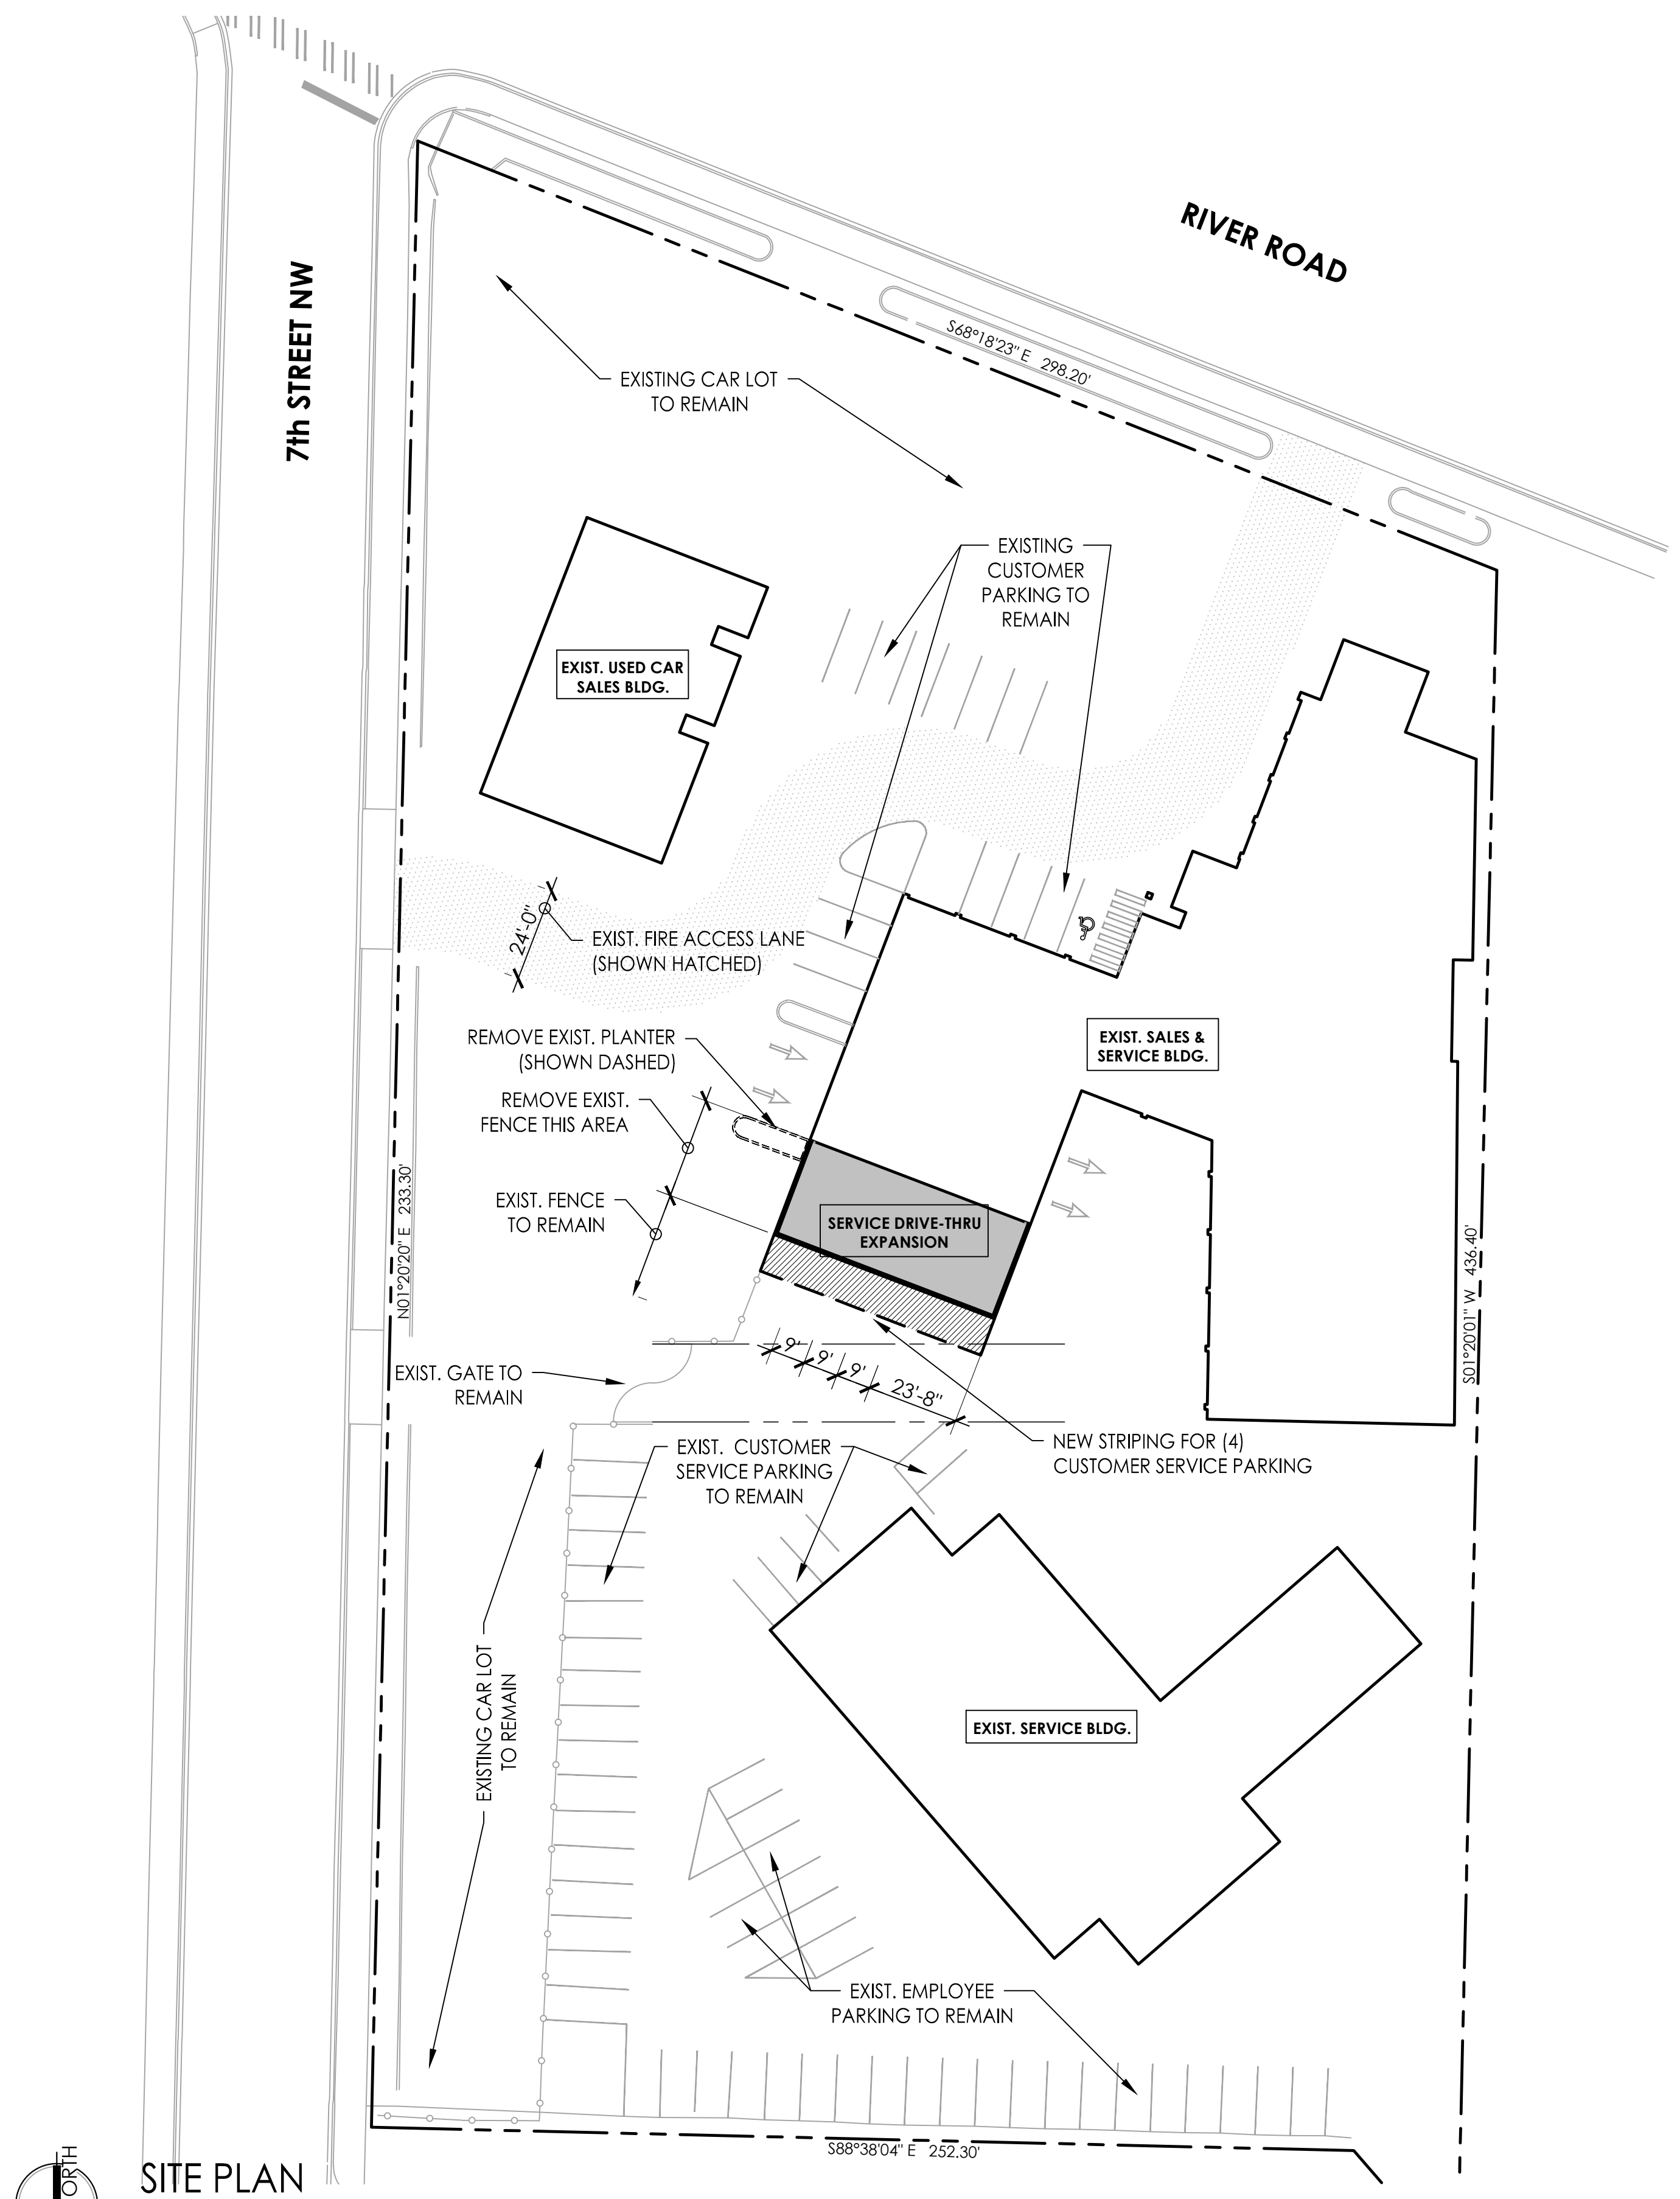 RIVER ROAD
7th STREET NW
S68°18'23" E 298.20'
EXISTING CAR LOT
TO REMAIN
EXISTING
CUSTOMER
PARKING TO
REMAIN
EXIST. USED CAR
SALES BLDG.
24'-0"
EXIST. FIRE ACCESS LANE
(SHOWN HATCHED)
REMOVE EXIST. PLANTER
(SHOWN DASHED)
EXIST. SALES &
SERVICE BLDG.
REMOVE EXIST.
FENCE THIS AREA
EXIST. FENCE
TO REMAIN
N01°20'20" E 233.30'
SERVICE DRIVE-THRU
EXPANSION
S01°20'01" W 436.40'
9'
9'
9'
23'-8"
EXIST. GATE TO
REMAIN
NEW STRIPING FOR (4)
CUSTOMER SERVICE PARKING
EXIST. CUSTOMER
SERVICE PARKING
TO REMAIN
EXISTING CAR LOT
TO REMAIN
EXIST. SERVICE BLDG.
EXIST. EMPLOYEE
PARKING TO REMAIN
S88°38'04" E 252.30'
SITE PLAN